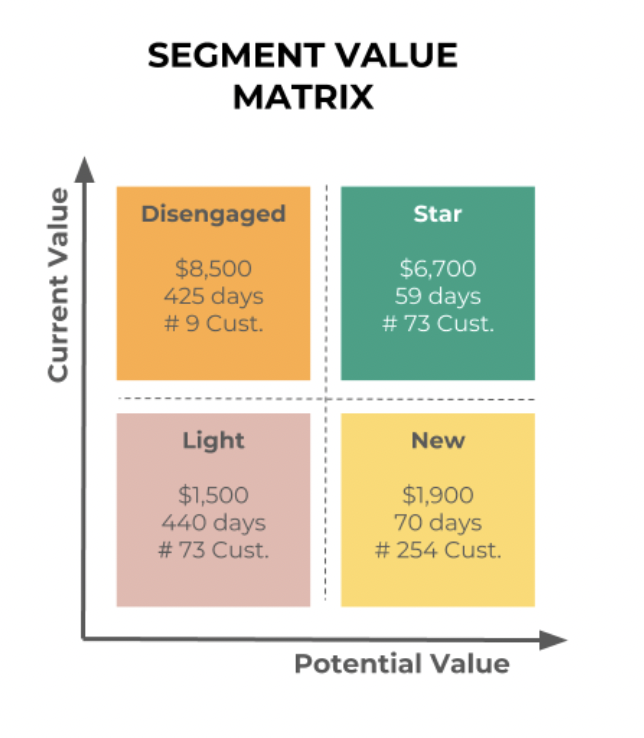 SEGMENT VALUE
MATRIX
Current Value
Disengaged
$8,500
425 days
# 9 Cust.
Star
$6,700
59 days
# 73 Cust.
Light
$1,500
440 days
# 73 Cust.
New
$1,900
70 days
# 254 Cust.
Potential Value